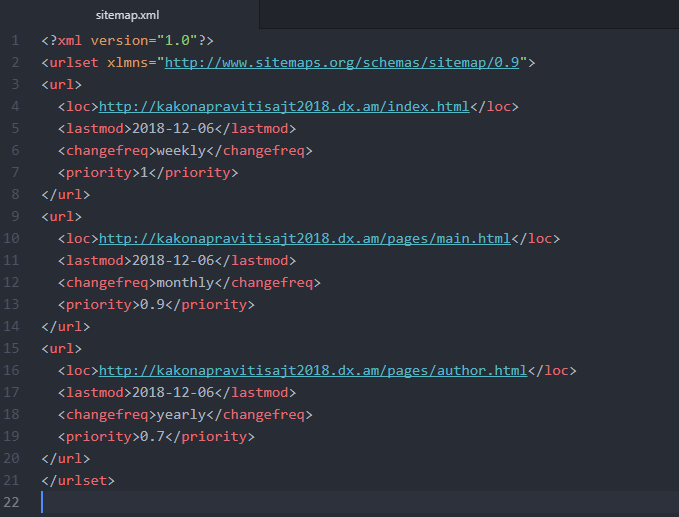 sitemap.xml
1 <?xml version="1.0"?>
2 <urlset xlmns="http://www.sitemaps.org/schemas/sitemap/0.9">
3 <url>
4   <loc>http://kakonapravitisajt2018.dx.am/index.html</loc>
5   <lastmod>2018-12-06</lastmod>
6   <changefreq>weekly</changefreq>
7   <priority>1</priority>
8 </url>
9 <url>
10   <loc>http://kakonapravitisajt2018.dx.am/pages/main.html</loc>
11   <lastmod>2018-12-06</lastmod>
12   <changefreq>monthly</changefreq>
13   <priority>0.9</priority>
14 </url>
15 <url>
16   <loc>http://kakonapravitisajt2018.dx.am/pages/author.html</loc>
17   <lastmod>2018-12-06</lastmod>
18   <changefreq>yearly</changefreq>
19   <priority>0.7</priority>
20 </url>
21 </urlset>
22